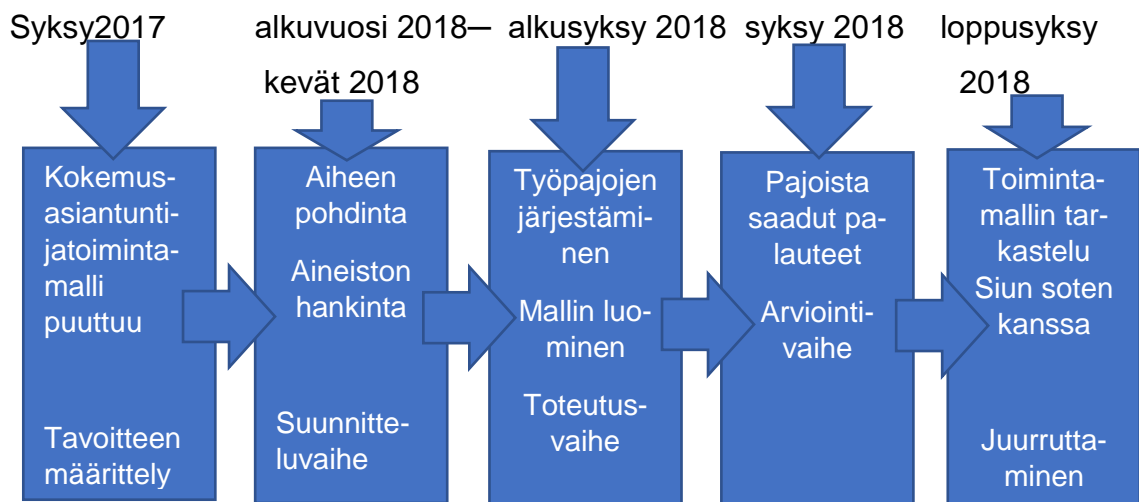 Syksy2017
alkuvuosi 2018—
kevät 2018
alkusyksy 2018
syksy 2018
loppusyksy
2018
Kokemus-
asiantunti-
jatoiminta-
malli
puuttuu
Tavoitteen
määrittely
Aiheen
pohdinta
Aineiston
hankinta
Suunnitte-
luvaihe
Työpajojen
järjestämi-
nen
Mallin luo-
minen
Toteutus-
vaihe
Pajoista
saadut pa-
lauteet
Arviointi-
vaihe
Toiminta-
mallin tar-
kastelu
Siun soten
kanssa
Juurrutta-
minen